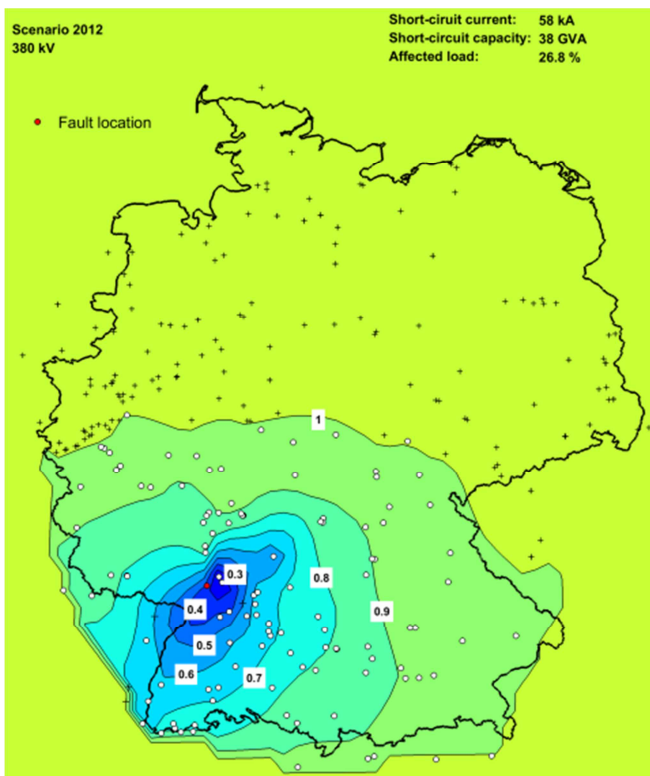 Scenario 2012
380 kV
Short-ciruit current: 58 kA
Short-circuit capacity: 38 GVA
Affected load: 26.8 %
Fault location
1
0.3
0.8
0.4
0.9
0.5
0.6
0.7